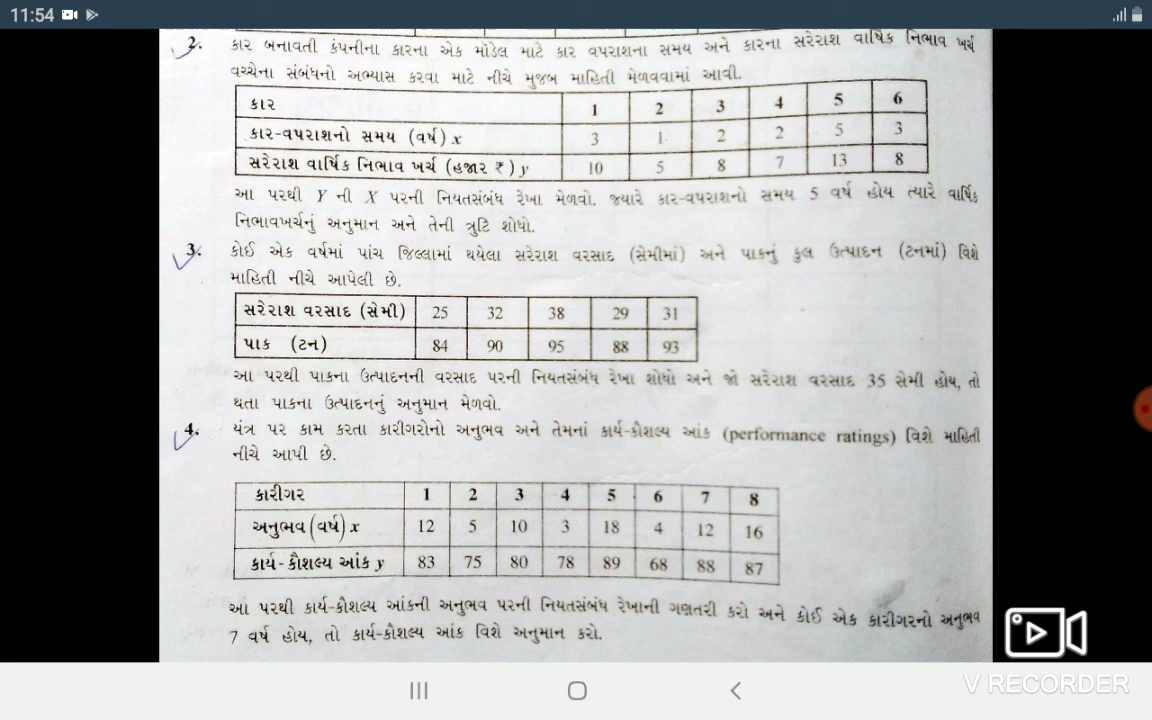 11:54
2. કાર બનાવતી કંપનીના કારના એક મૉડેલ માટે કાર વપરાશના સમય અને કારના સરેરાશ વાર્ષિક નિભાવ ખર્ચ
વચ્ચેના સંબંધનો અભ્યાસ કરવા માટે નીચે મુજબ માહિતી મેળવવામાં આવી.
કાર 1 2 3 4 5 6
કાર-વપરાશનો સમય (વર્ષ) x 3 1 2 2 5 3
સરેરાશ વાર્ષિક નિભાવ ખર્ચ (હજાર ₹) y 10 5 8 7 13 8
આ પરથી Y ની X પરની નિયતસંબંધ રેખા મેળવો. જ્યારે કાર-વપરાશનો સમય 5 વર્ષ હોય ત્યારે વાર્ષિક
નિભાવખર્ચનું અનુમાન અને તેની ત્રુટિ શોધો.
3. કોઈ એક વર્ષમાં પાંચ જિલ્લામાં થયેલા સરેરાશ વરસાદ (સેમીમાં) અને પાકનું કુલ ઉત્પાદન (ટનમાં) વિશે
માહિતી નીચે આપેલી છે.
સરેરાશ વરસાદ (સેમી) 25 32 38 29 31
પાક (ટન) 84 90 95 88 93
આ પરથી પાકના ઉત્પાદનની વરસાદ પરની નિયતસંબંધ રેખા શોધો અને જો સરેરાશ વરસાદ 35 સેમી હોય, તો
થતા પાકના ઉત્પાદનનું અનુમાન મેળવો.
4. યંત્ર પર કામ કરતા કારીગરોનો અનુભવ અને તેમનાં કાર્ય-કૌશલ્ય આંક (performance ratings) વિશે માહિતી
નીચે આપી છે.
કારીગર 1 2 3 4 5 6 7 8
અનુભવ (વર્ષ) x 12 5 10 3 18 4 12 16
કાર્ય-કૌશલ્ય આંક y 83 75 80 78 89 68 88 87
આ પરથી કાર્ય-કૌશલ્ય આંકની અનુભવ પરની નિયતસંબંધ રેખાની ગણતરી કરો અને કોઈ એક કારીગરનો અનુભવ
7 વર્ષ હોય, તો કાર્ય-કૌશલ્ય આંક વિશે અનુમાન કરો.
V RECORDER